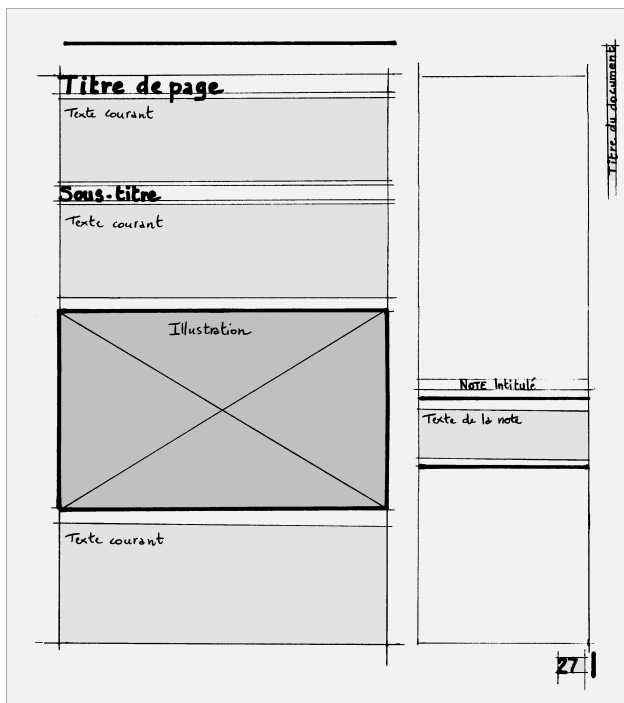 Titre de page
Texte courant
Sous-titre
Texte courant
Illustration
Texte courant
Titre du document
NOTE Intitulé
Texte de la note
27